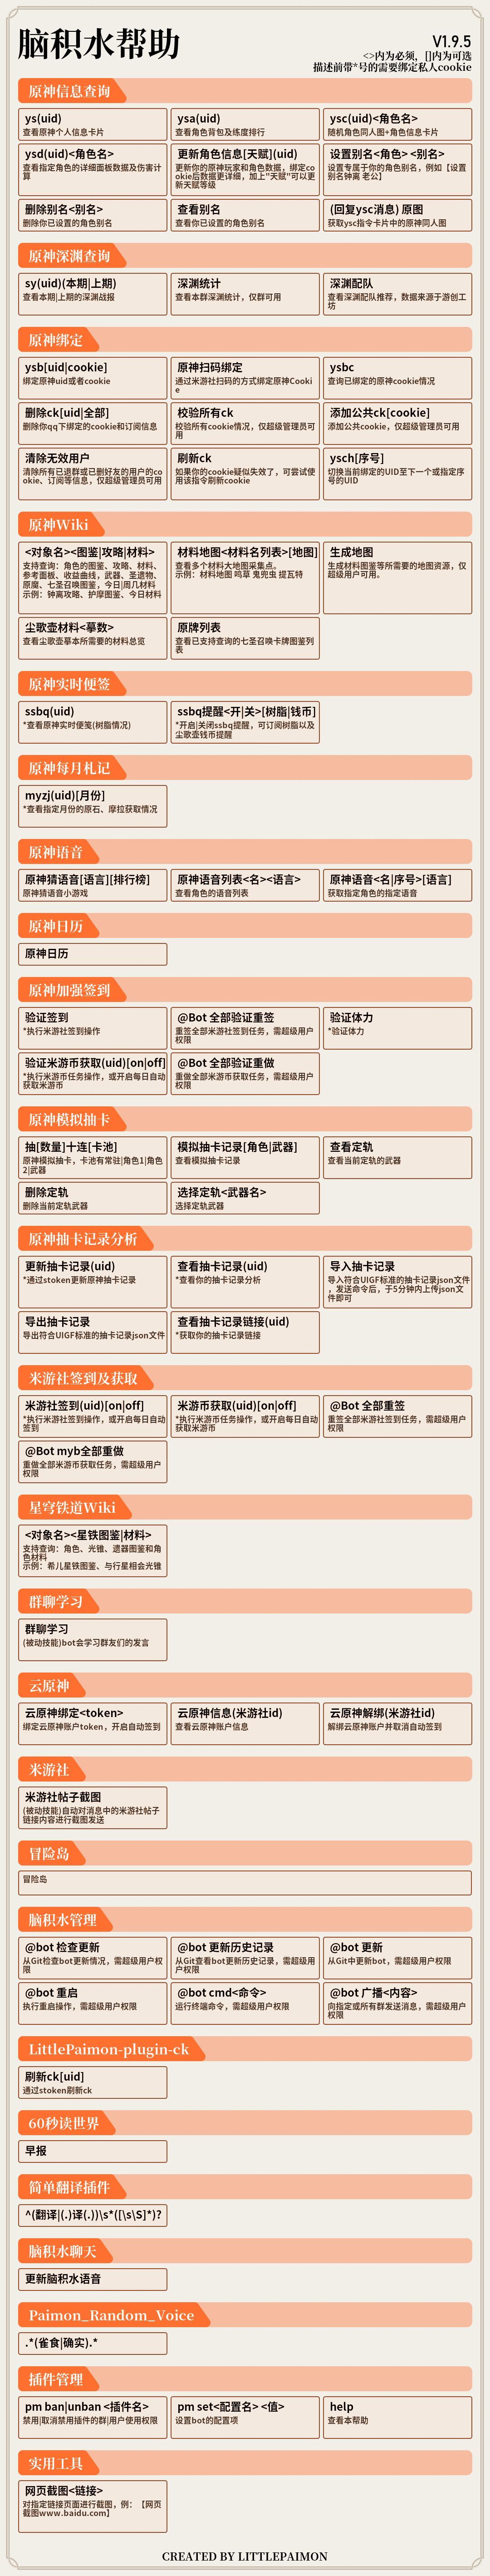 脑积水帮助
V1.9.5
<>内为必须，[]内为可选
描述前带*号的需要绑定私人cookie
原神信息查询
ys(uid)
查看原神个人信息卡片
ysa(uid)
查看角色背包及练度排行
ysc(uid)<角色名>
随机角色同人图+角色信息卡片
ysd(uid)<角色名>
查看指定角色的详细面板数据及伤害计
算
更新角色信息[天赋](uid)
更新你的原神玩家和角色数据，绑定co
okie后数据更详细，加上"天赋"可以更
新天赋等级
设置别名<角色> <别名>
设置专属于你的角色别名，例如【设置
别名钟离 老公】
删除别名<别名>
删除你已设置的角色别名
查看别名
查看你已设置的角色别名
(回复ysc消息) 原图
获取ysc指令卡片中的原神同人图
原神深渊查询
sy(uid)(本期|上期)
查看本期|上期的深渊战报
深渊统计
查看本群深渊统计，仅群可用
深渊配队
查看深渊配队推荐，数据来源于游创工
坊
原神绑定
ysb[uid|cookie]
绑定原神uid或者cookie
原神扫码绑定
通过米游社扫码的方式绑定原神Cooki
e
ysbc
查询已绑定的原神cookie情况
删除ck[uid|全部]
删除你qq下绑定的cookie和订阅信息
校验所有ck
校验所有cookie情况，仅超级管理员可
用
添加公共ck[cookie]
添加公共cookie，仅超级管理员可用
清除无效用户
清除所有已退群或已删好友的用户的co
okie、订阅等信息，仅超级管理员可用
刷新ck
如果你的cookie疑似失效了，可尝试使
用该指令刷新cookie
ysch[序号]
切换当前绑定的UID至下一个或指定序
号的UID
原神Wiki
<对象名><图鉴|攻略|材料>
支持查询：角色的图鉴、攻略、材料、
参考面板、收益曲线，武器、圣遗物、
原魔、七圣召唤图鉴，今日|周几材料
示例：钟离攻略、护摩图鉴、今日材料
材料地图<材料名列表>[地图]
查看多个材料大地图采集点。
示例：材料地图 鸣草 鬼兜虫 提瓦特
生成地图
生成材料图鉴等所需要的地图资源，仅
超级用户可用。
尘歌壶材料<摹数>
查看尘歌壶摹本所需要的材料总览
原牌列表
查看已支持查询的七圣召唤卡牌图鉴列
表
原神实时便签
ssbq(uid)
*查看原神实时便笺(树脂情况)
ssbq提醒<开|关>[树脂|钱币]
*开启|关闭ssbq提醒，可订阅树脂以及
尘歌壶钱币提醒
原神每月札记
myzj(uid)[月份]
*查看指定月份的原石、摩拉获取情况
原神语音
原神猜语音[语言][排行榜]
原神猜语音小游戏
原神语音列表<名><语言>
查看角色的语音列表
原神语音<名|序号>[语言]
获取指定角色的指定语音
原神日历
原神日历
原神加强签到
验证签到
*执行米游社签到操作
@Bot 全部验证重签
重签全部米游社签到任务，需超级用户
权限
验证体力
*验证体力
验证米游币获取(uid)[on|off]
*执行米游币任务操作，或开启每日自动
获取米游币
@Bot 全部验证重做
重做全部米游币获取任务，需超级用户
权限
原神模拟抽卡
抽[数量]十连[卡池]
原神模拟抽卡，卡池有常驻|角色1|角色
2|武器
模拟抽卡记录[角色|武器]
查看模拟抽卡记录
查看定轨
查看当前定轨的武器
删除定轨
删除当前定轨武器
选择定轨<武器名>
选择定轨武器
原神抽卡记录分析
更新抽卡记录(uid)
*通过stoken更新原神抽卡记录
查看抽卡记录(uid)
*查看你的抽卡记录分析
导入抽卡记录
导入符合UIGF标准的抽卡记录json文件
，发送命令后，于5分钟内上传json文
件即可
导出抽卡记录
导出符合UIGF标准的抽卡记录json文件
查看抽卡记录链接(uid)
*获取你的抽卡记录链接
米游社签到及获取
米游社签到(uid)[on|off]
*执行米游社签到操作，或开启每日自动
签到
米游币获取(uid)[on|off]
*执行米游币任务操作，或开启每日自动
获取米游币
@Bot 全部重签
重签全部米游社签到任务，需超级用户
权限
@Bot myb全部重做
重做全部米游币获取任务，需超级用户
权限
星穹铁道Wiki
<对象名><星铁图鉴|材料>
支持查询：角色、光锥、遗器图鉴和角
色材料
示例：希儿星铁图鉴、与行星相会光锥
群聊学习
群聊学习
(被动技能)bot会学习群友们的发言
云原神
云原神绑定<token>
绑定云原神账户token，开启自动签到
云原神信息(米游社id)
查看云原神账户信息
云原神解绑(米游社id)
解绑云原神账户并取消自动签到
米游社
米游社帖子截图
(被动技能)自动对消息中的米游社帖子
链接内容进行截图发送
冒险岛
冒险岛
脑积水管理
@bot 检查更新
从Git检查bot更新情况，需超级用户权
限
@bot 更新历史记录
从Git查看bot更新历史记录，需超级用
户权限
@bot 更新
从Git中更新bot，需超级用户权限
@bot 重启
执行重启操作，需超级用户权限
@bot cmd<命令>
运行终端命令，需超级用户权限
@bot 广播<内容>
向指定或所有群发送消息，需超级用户
权限
LittlePaimon-plugin-ck
刷新ck[uid]
通过stoken刷新ck
60秒读世界
早报
简单翻译插件
^(翻译|(.)译(.))\s*([\s\S]*)?
脑积水聊天
更新脑积水语音
Paimon_Random_Voice
.*(雀食|确实).*
插件管理
pm ban|unban <插件名>
禁用|取消禁用插件的群|用户使用权限
pm set<配置名> <值>
设置bot的配置项
help
查看本帮助
实用工具
网页截图<链接>
对指定链接页面进行截图，例：【网页
截图www.baidu.com】
CREATED BY LITTLEPAIMON